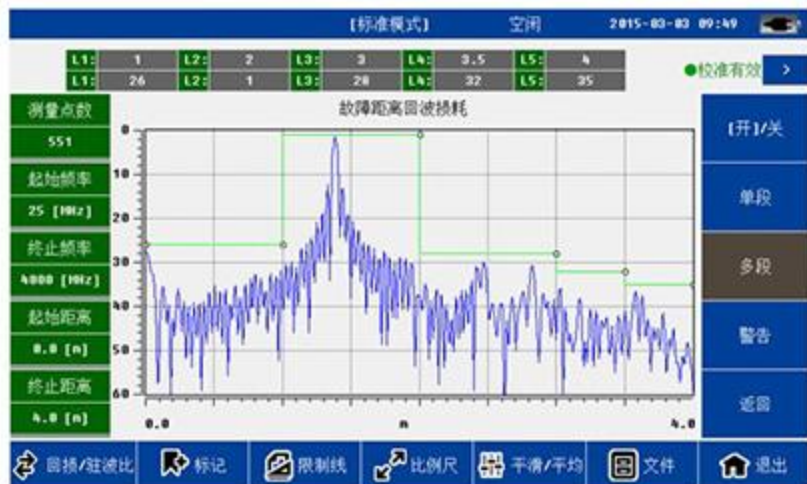 [标准模式] 空闲 2015-03-03 09:49
L1: 1 L2: 2 L3: 3 L4: 3.5 L5: 4
L1: 26 L2: 1 L3: 28 L4: 32 L5: 35
校准有效 >
故障距离回波损耗
测量点数
551
起始频率
25 [MHz]
终止频率
4000 [MHz]
起始距离
0.0 [m]
终止距离
4.0 [m]
0
10
20
30
40
50
60
0.0 m 4.0
[开]/关
单段
多段
警告
返回
回损/驻波比 标记 限制线 比例尺 平滑/平均 文件 退出